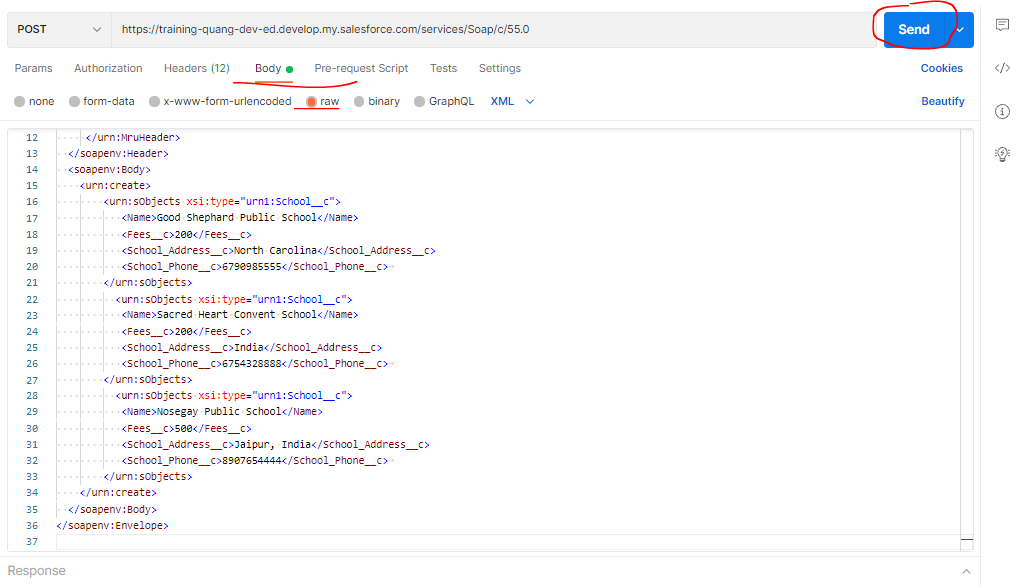 POST https://training-quang-dev-ed.develop.my.salesforce.com/services/Soap/c/55.0 Send
Params Authorization Headers (12) Body Pre-request Script Tests Settings Cookies
none form-data x-www-form-urlencoded raw binary GraphQL XML Beautify
12 </urn:MruHeader>
13 </soapenv:Header>
14 <soapenv:Body>
15 <urn:create>
16 <urn:sObjects xsi:type="urn1:School__c">
17 <Name>Good Shephard Public School</Name>
18 <Fees__c>200</Fees__c>
19 <School_Address__c>North Carolina</School_Address__c>
20 <School_Phone__c>6790985555</School_Phone__c>
21 </urn:sObjects>
22 <urn:sObjects xsi:type="urn1:School__c">
23 <Name>Sacred Heart Convent School</Name>
24 <Fees__c>200</Fees__c>
25 <School_Address__c>India</School_Address__c>
26 <School_Phone__c>6754328888</School_Phone__c>
27 </urn:sObjects>
28 <urn:sObjects xsi:type="urn1:School__c">
29 <Name>Nosegay Public School</Name>
30 <Fees__c>500</Fees__c>
31 <School_Address__c>Jaipur, India</School_Address__c>
32 <School_Phone__c>8907654444</School_Phone__c>
33 </urn:sObjects>
34 </urn:create>
35 </soapenv:Body>
36 </soapenv:Envelope>
37
Response